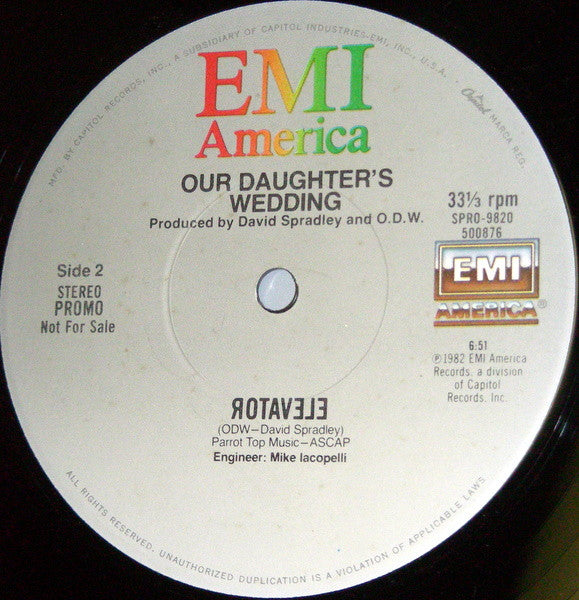 MFD. BY CAPITOL RECORDS, INC., A SUBSIDIARY OF CAPITOL INDUSTRIES-EMI, INC., U.S.A.
Capitol MARCA REG.
EMI
America
OUR DAUGHTER'S
WEDDING
Produced by David Spradley and O.D.W.
33⅓ rpm
SPRO-9820
500876
EMI
AMERICA®
Side 2
STEREO
PROMO
Not For Sale
6:51
℗1982 EMI America
Records, a division
of Capitol
Records, Inc.
ELEVATOR
(ODW–David Spradley)
Parrot Top Music–ASCAP
Engineer: Mike Iacopelli
ALL RIGHTS RESERVED. UNAUTHORIZED DUPLICATION IS A VIOLATION OF APPLICABLE LAWS.